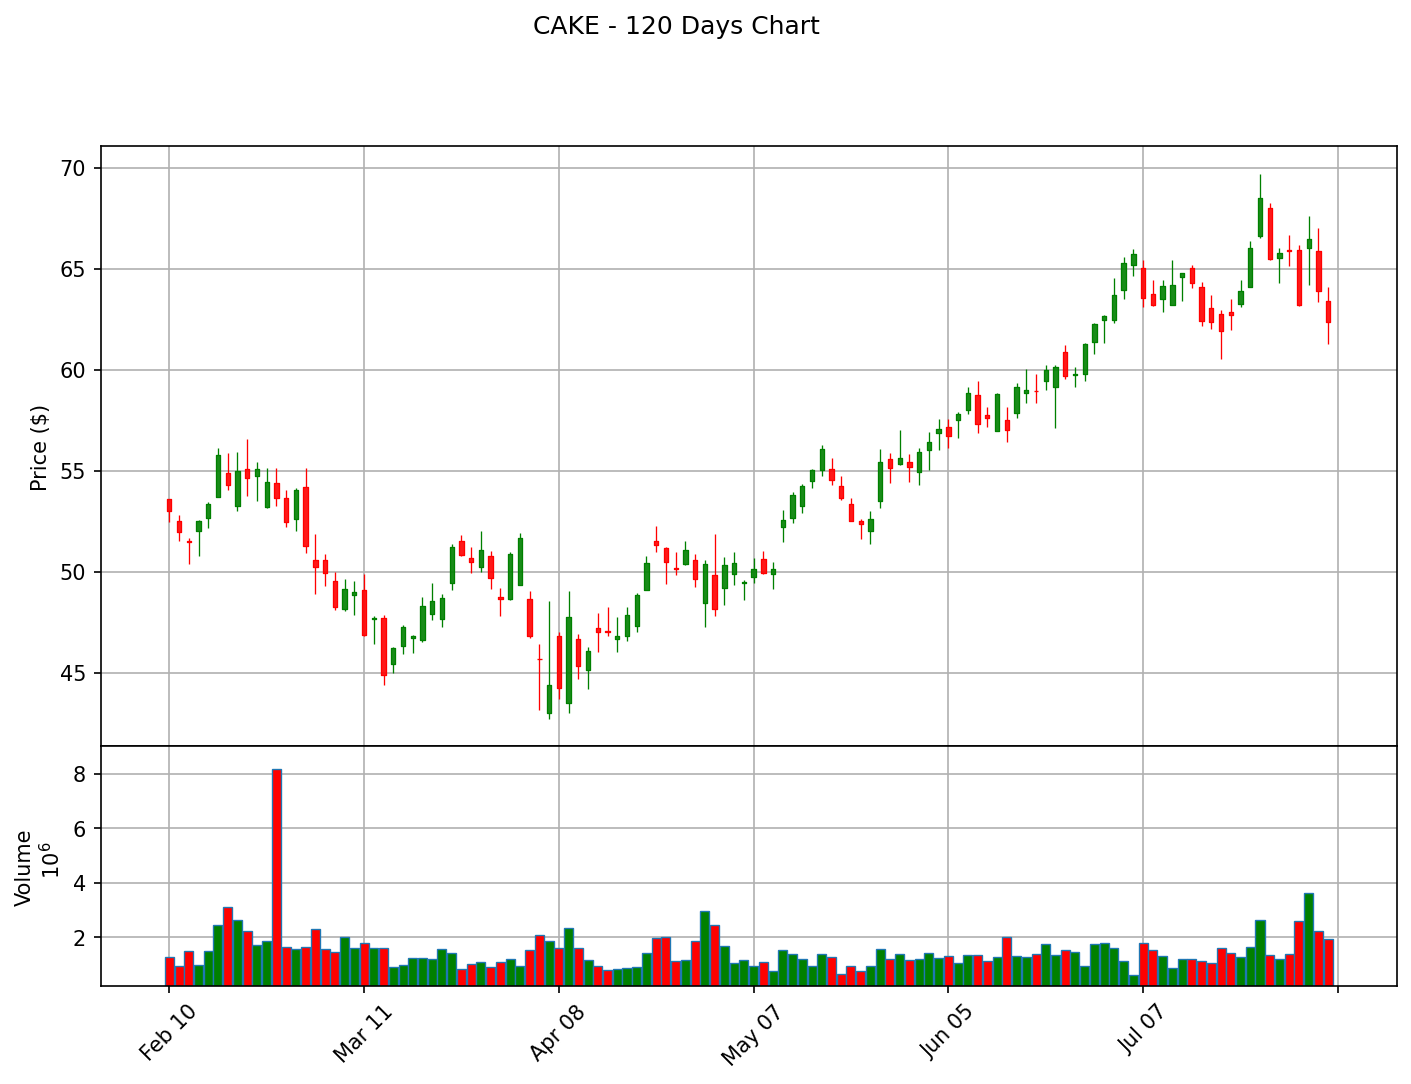 CAKE - 120 Days Chart
70
65
60
55
50
45
Price ($)
8
6
4
2
Volume
10⁶
Feb 10
Mar 11
Apr 08
May 07
Jun 05
Jul 07